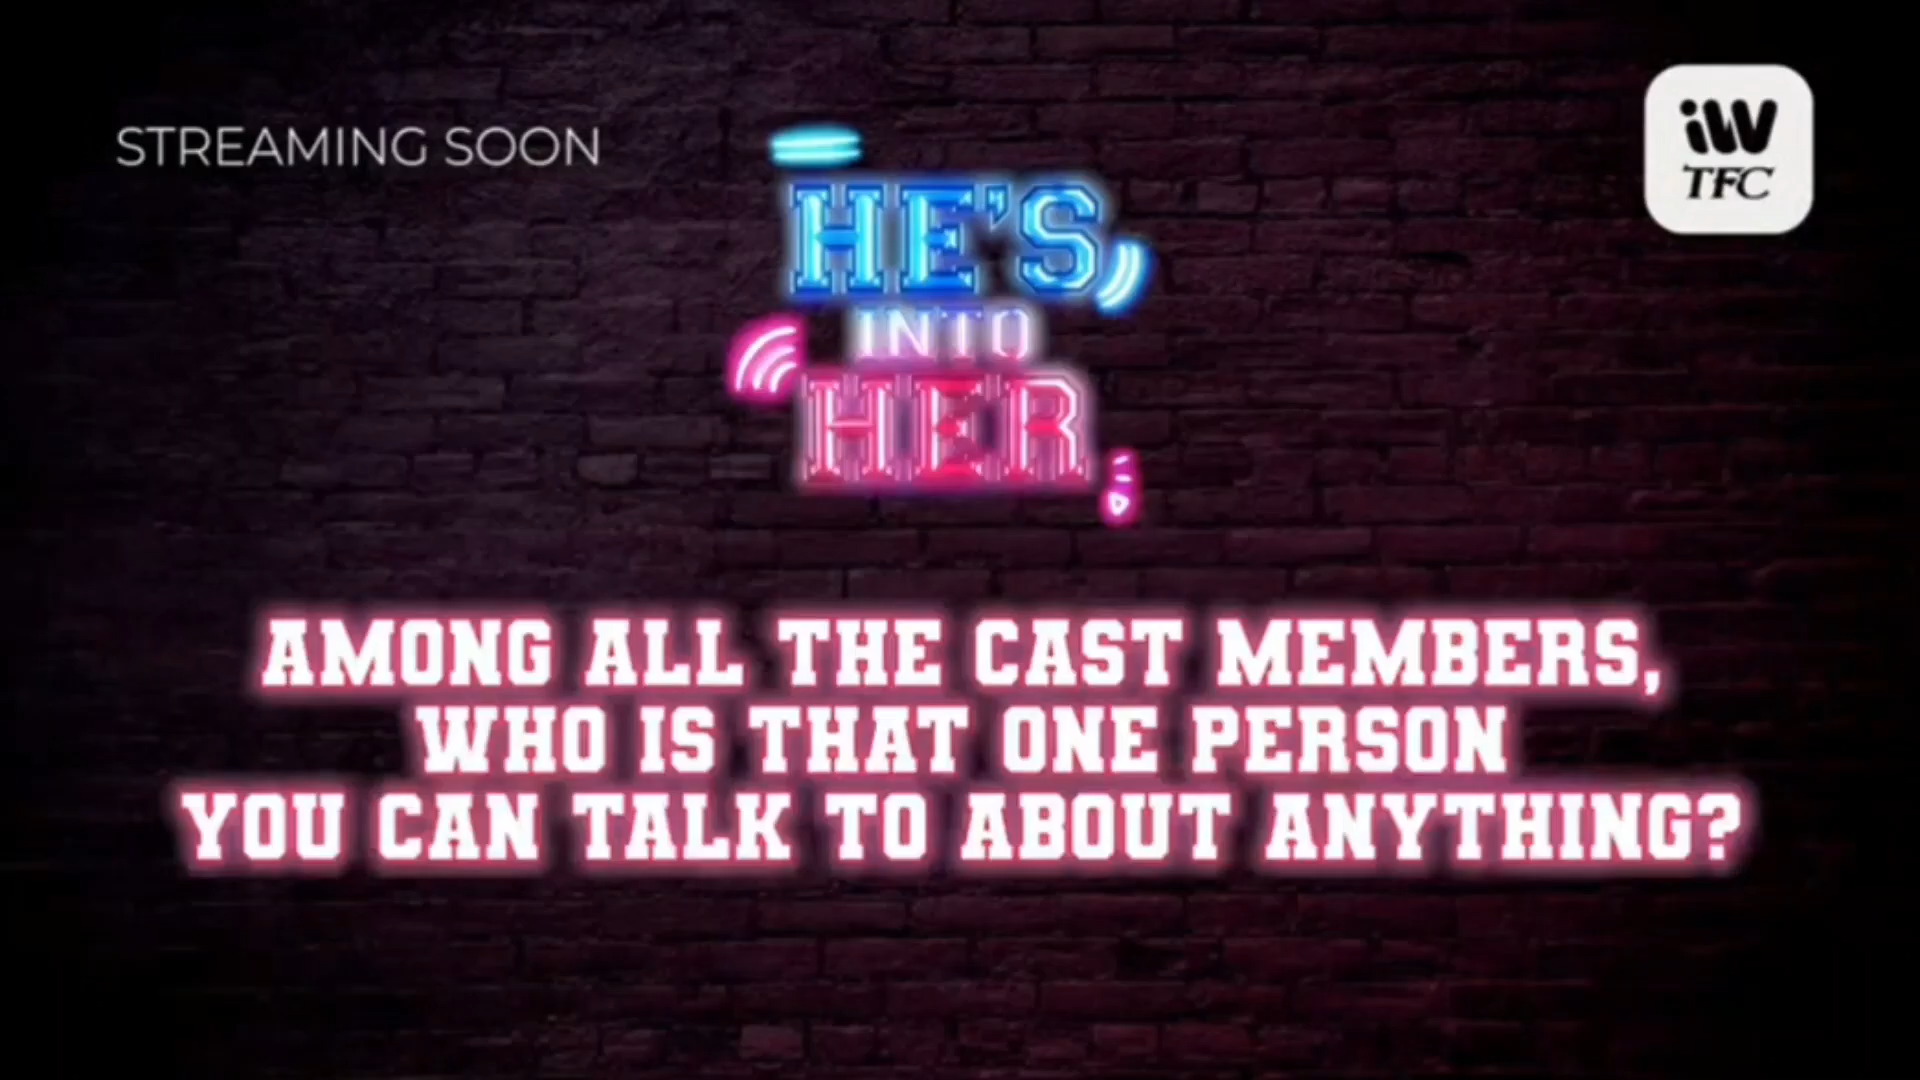 STREAMING SOON
iW
TFC
HE'S
INTO
HER
AMONG ALL THE CAST MEMBERS,
WHO IS THAT ONE PERSON
YOU CAN TALK TO ABOUT ANYTHING?